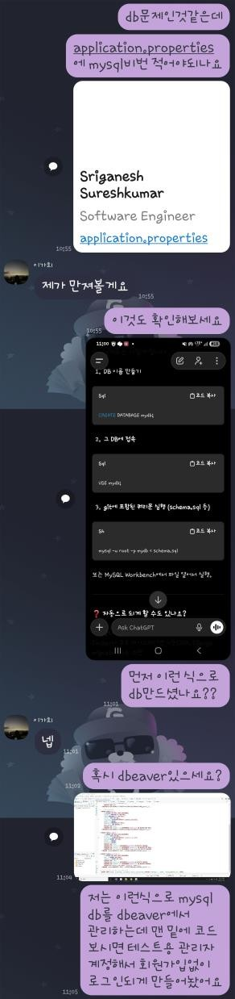 db문제인것같은데
application.properties
에 mysql비번 적어야되나요
Sriganesh
Sureshkumar
Software Engineer
application.properties
10:55
이가희
제가 만져볼게요
10:55
이것도 확인해보세요
10:55
11:00
1. DB 이름 만들기
Sql
코드 복사
CREATE DATABASE mydb;
2. 그 DB에 접속
Sql
코드 복사
USE mydb;
3. git에 포함된 쿼리문 실행 (schema.sql 등)
Sh
코드 복사
mysql -u root -p mydb < schema.sql
또는 MySQL Workbench에서 파일 열어서 실행.
? 자동으로 되게 할 수도 있나요?
Ask ChatGPT
먼저 이런 식으로
db만드셨나요??
11:01
이가희
넵
11:01
혹시 dbeaver있으세요?
11:02
11:04
저는 이런식으로 mysql
db를 dbeaver에서
관리하는데 맨 밑에 코드
보시면 테스트용 관리자
계정해서 회원가입없이
로그인되게 만들어놨어요
11:05